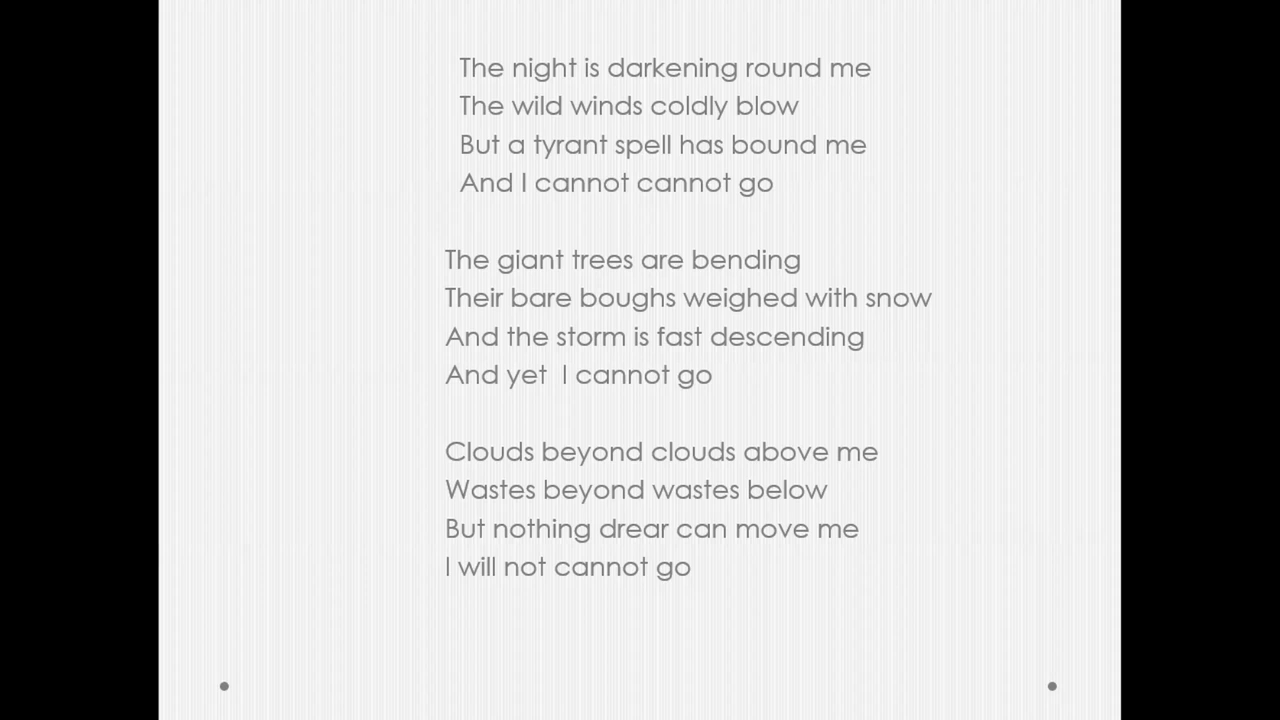 The night is darkening round me
The wild winds coldly blow
But a tyrant spell has bound me
And I cannot cannot go
The giant trees are bending
Their bare boughs weighed with snow
And the storm is fast descending
And yet  I cannot go
Clouds beyond clouds above me
Wastes beyond wastes below
But nothing drear can move me
I will not cannot go